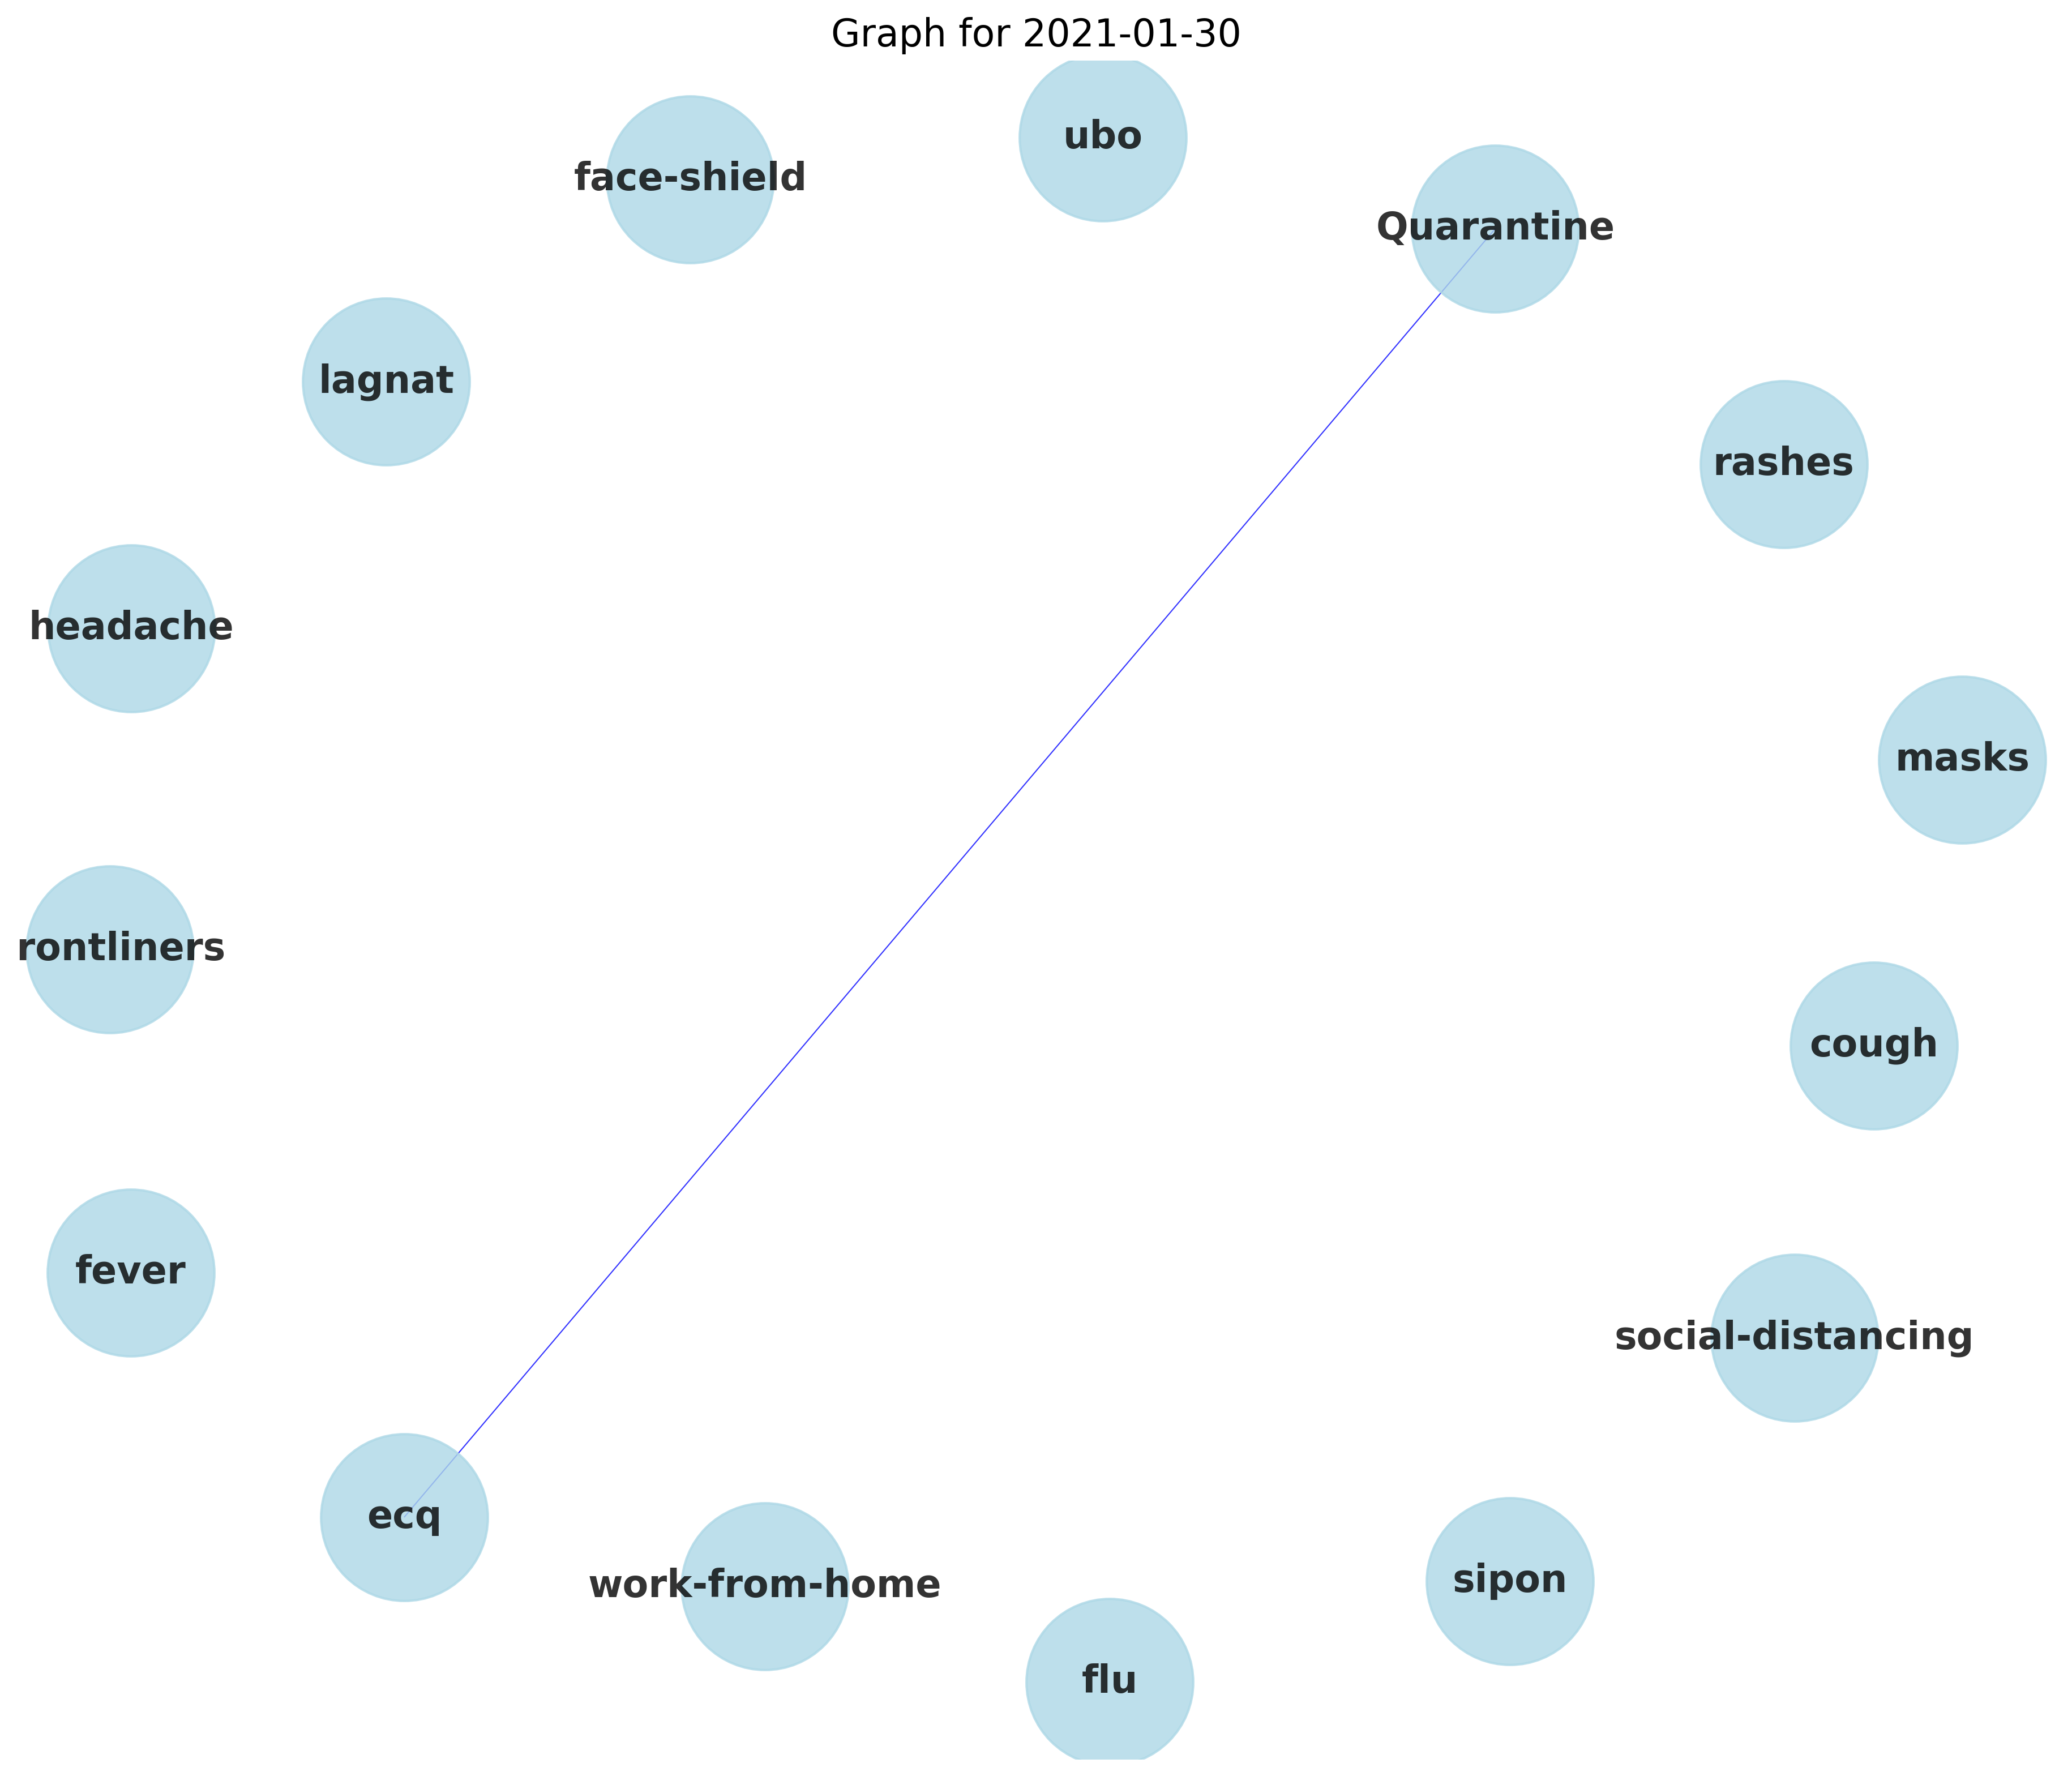 Graph for 2021-01-30
ubo
face-shield
Quarantine
lagnat
rashes
headache
masks
rontliners
cough
fever
social-distancing
ecq
work-from-home
sipon
flu